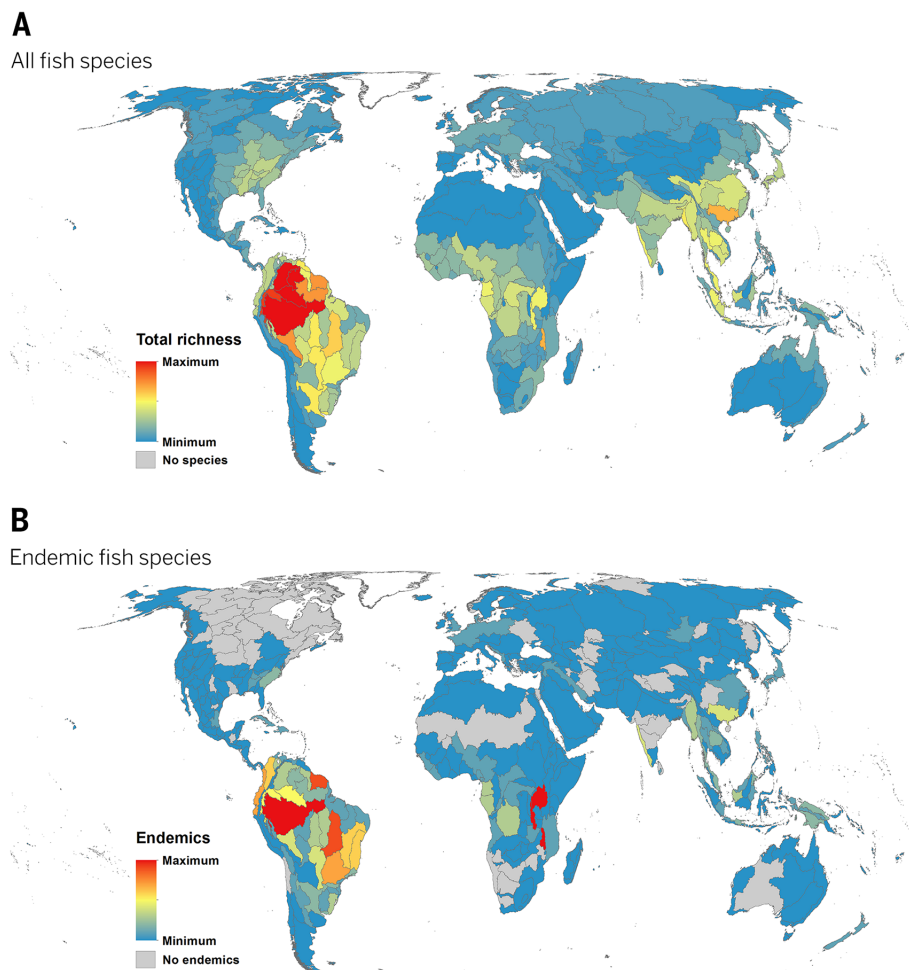 A
All fish species
Total richness
Maximum
Minimum
No species
B
Endemic fish species
Endemics
Maximum
Minimum
No endemics